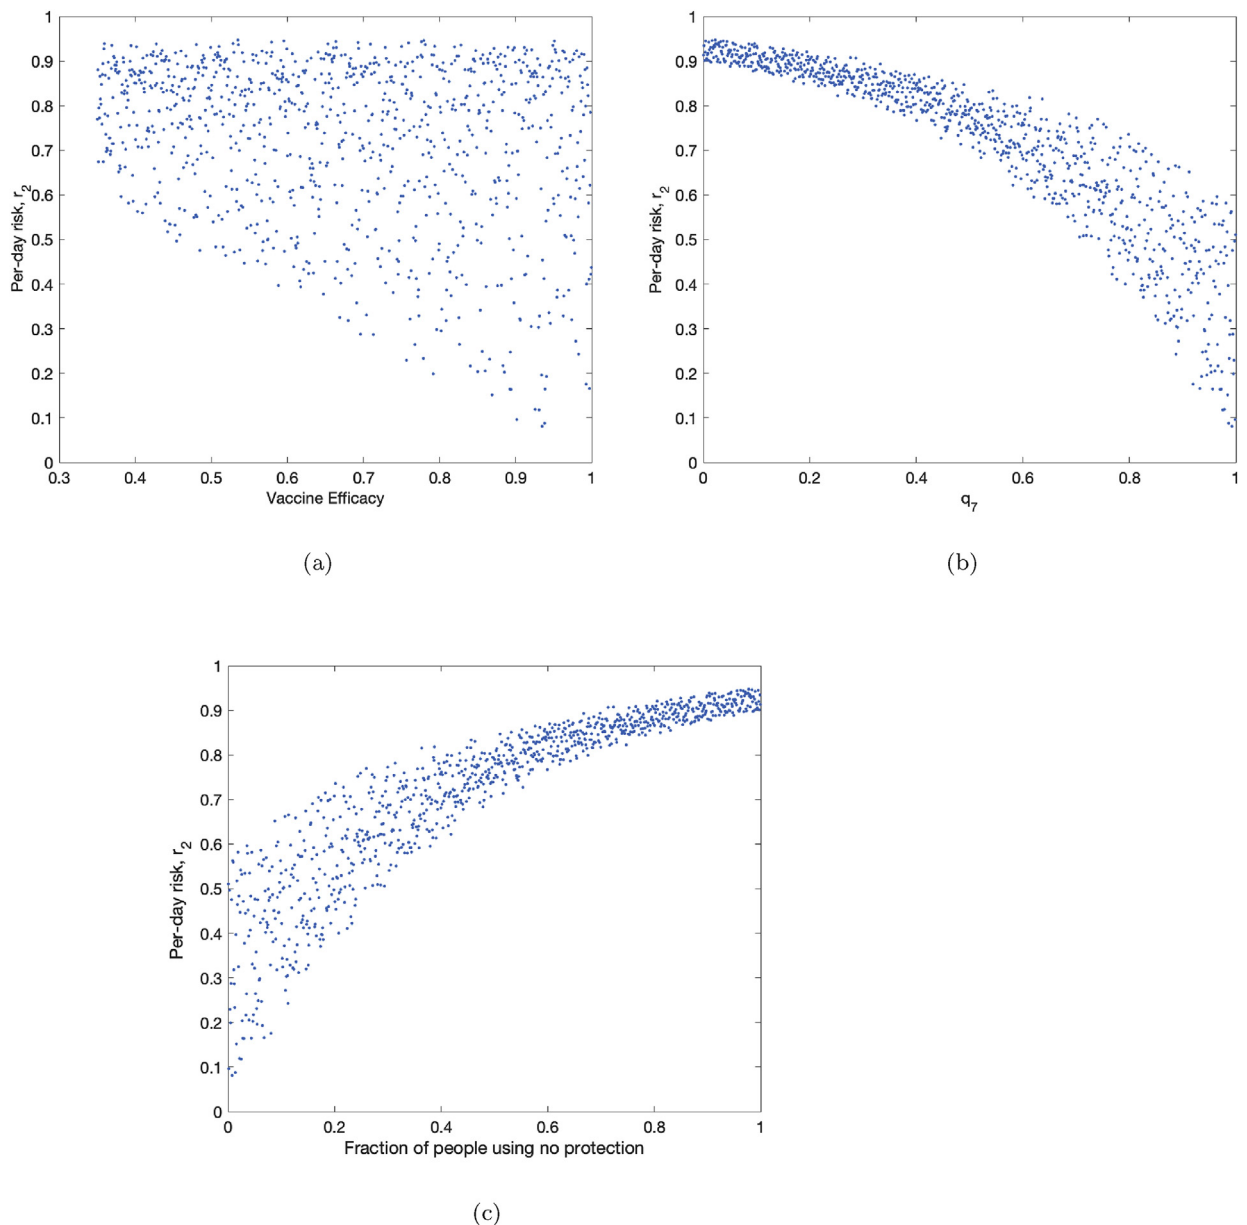 1
0.9
0.8
0.7
0.6
0.5
0.4
0.3
0.2
0.1
0
Per-day risk, r2
0.3 0.4 0.5 0.6 0.7 0.8 0.9 1
Vaccine Efficacy
(a)
1
0.9
0.8
0.7
0.6
0.5
0.4
0.3
0.2
0.1
0
Per-day risk, r2
0 0.2 0.4 0.6 0.8 1
q7
(b)
1
0.9
0.8
0.7
0.6
0.5
0.4
0.3
0.2
0.1
0
Per-day risk, r2
0 0.2 0.4 0.6 0.8 1
Fraction of people using no protection
(c)